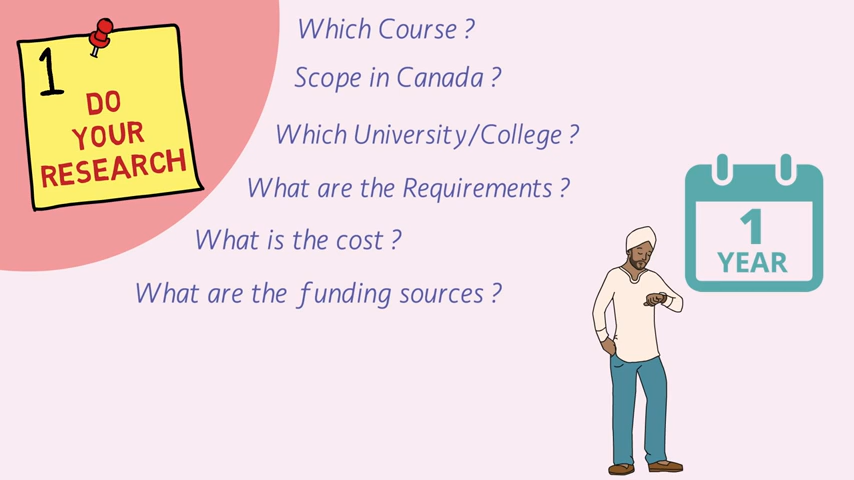 1
DO
YOUR
RESEARCH
Which Course ?
Scope in Canada ?
Which University/College ?
What are the Requirements ?
What is the cost ?
What are the funding sources ?
1
YEAR